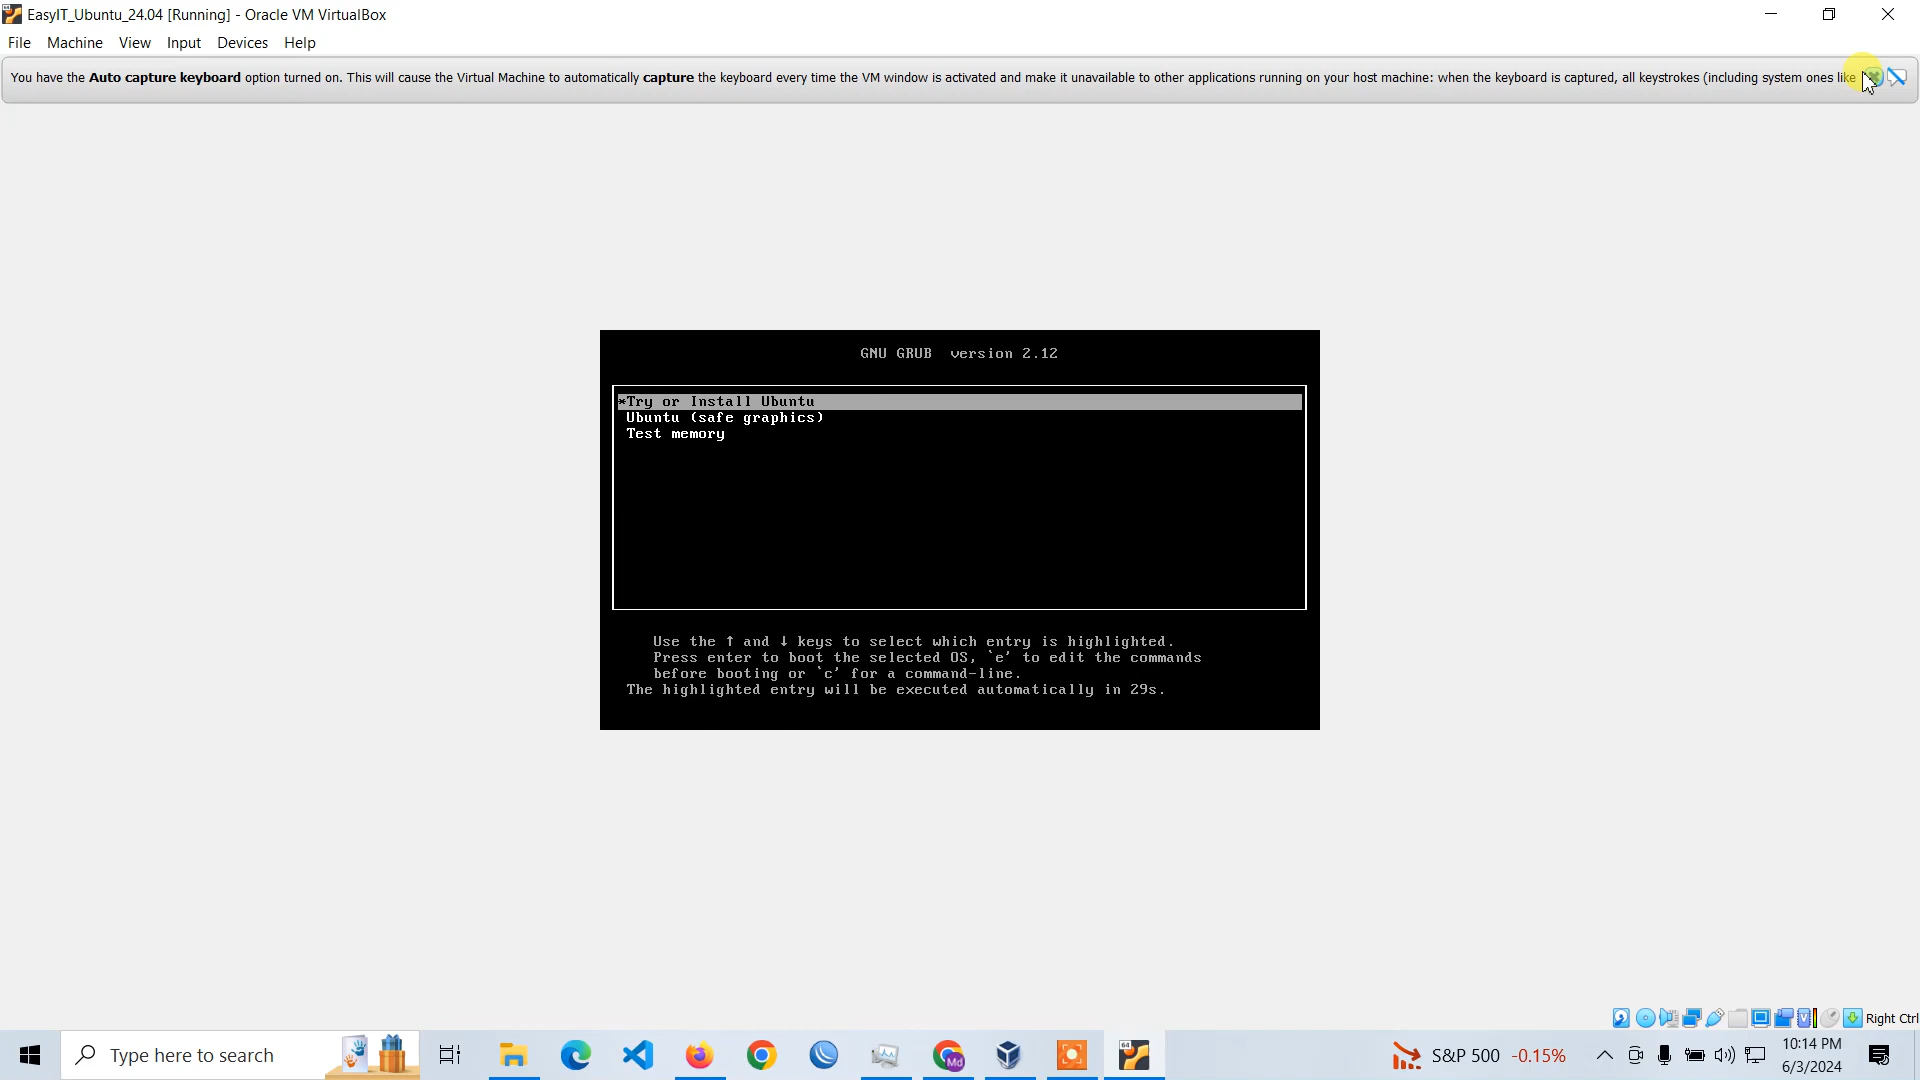 EasyIT_Ubuntu_24.04 [Running] - Oracle VM VirtualBox
File Machine View Input Devices Help
You have the Auto capture keyboard option turned on. This will cause the Virtual Machine to automatically capture the keyboard every time the VM window is activated and make it unavailable to other applications running on your host machine: when the keyboard is captured, all keystrokes (including system ones like
GNU GRUB version 2.12
*Try or Install Ubuntu
Ubuntu (safe graphics)
Test memory
Use the ↑ and ↓ keys to select which entry is highlighted.
Press enter to boot the selected OS, `e' to edit the commands
before booting or `c' for a command-line.
The highlighted entry will be executed automatically in 29s.
Right Ctrl
Type here to search
Md
64
S&P 500 -0.15%
10:14 PM
6/3/2024